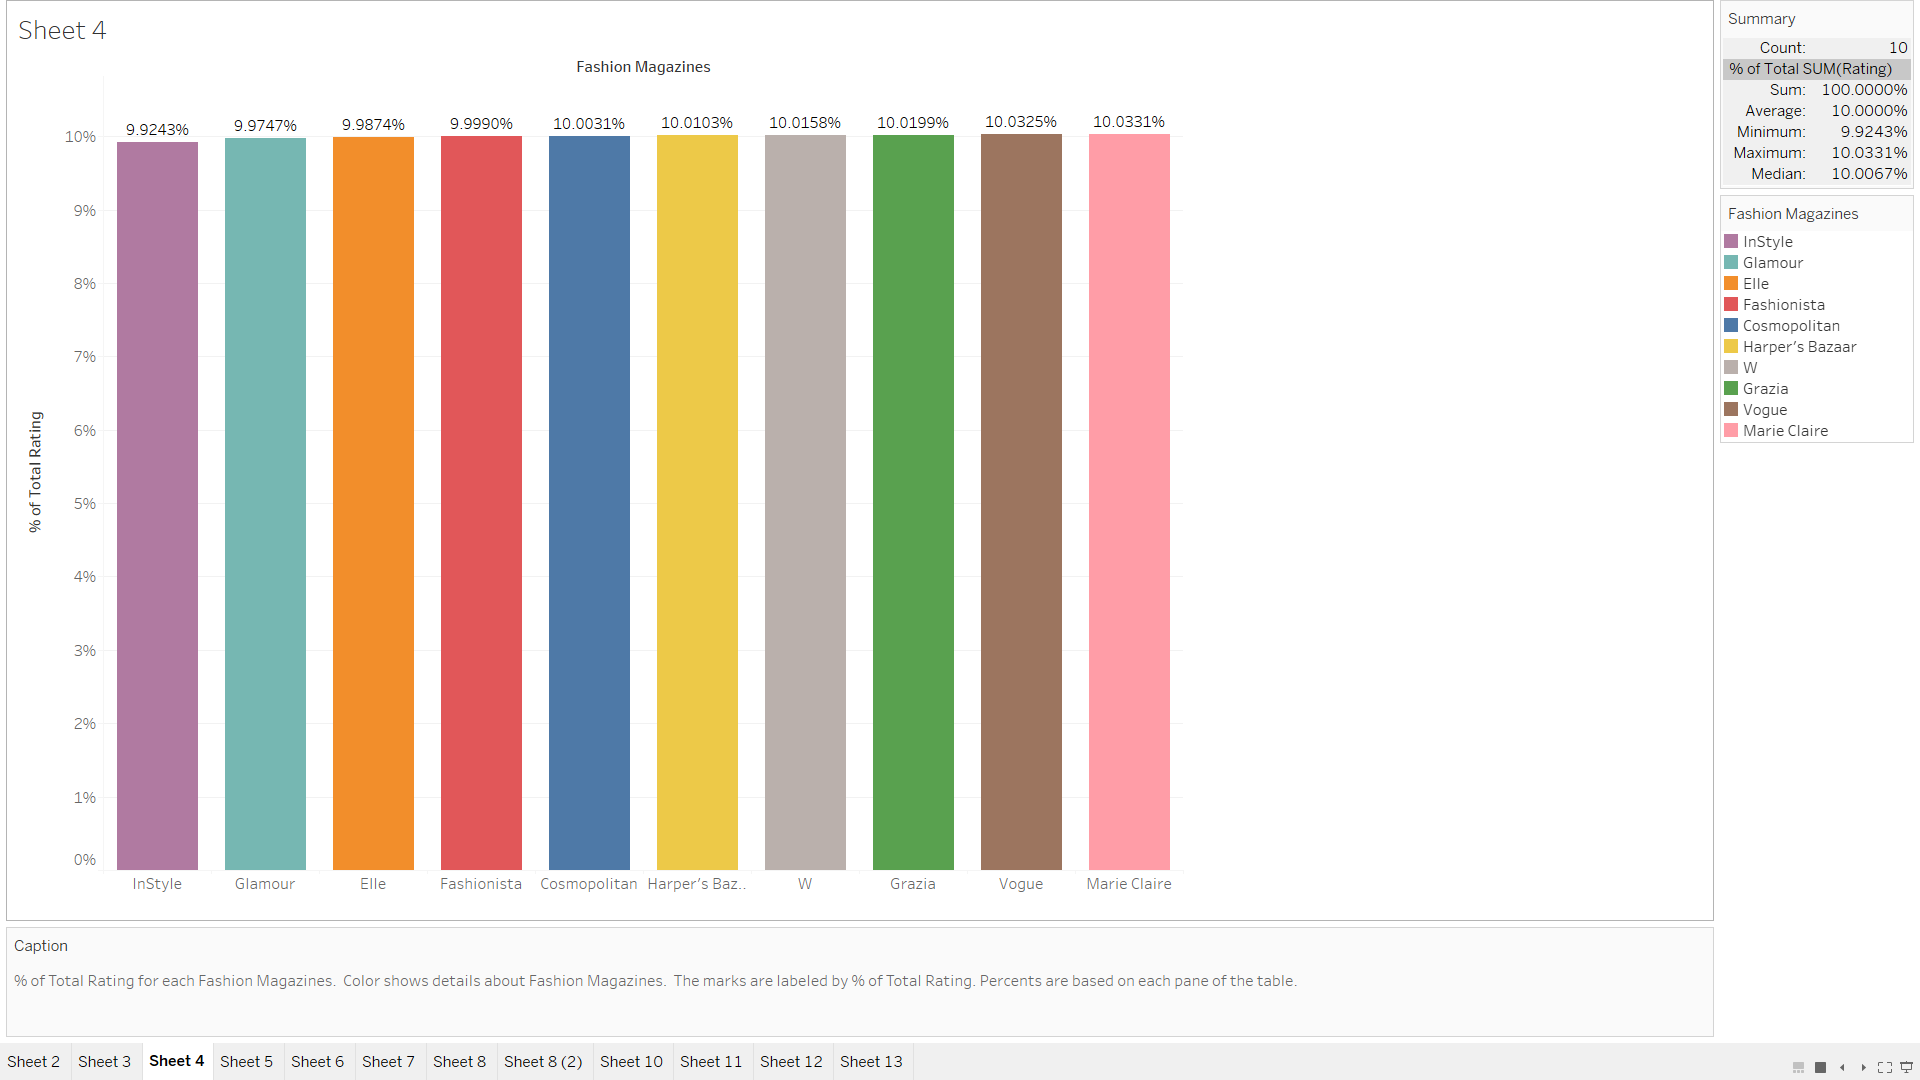 Sheet 4
Fashion Magazines
9.9243% 9.9747% 9.9874% 9.9990% 10.0031% 10.0103% 10.0158% 10.0199% 10.0325% 10.0331%
10%
9%
8%
7%
6%
5%
4%
3%
2%
1%
0%
% of Total Rating
InStyle Glamour Elle Fashionista Cosmopolitan Harper's Baz.. W Grazia Vogue Marie Claire
Summary
Count: 10
% of Total SUM(Rating)
Sum: 100.0000%
Average: 10.0000%
Minimum: 9.9243%
Maximum: 10.0331%
Median: 10.0067%
Fashion Magazines
InStyle
Glamour
Elle
Fashionista
Cosmopolitan
Harper's Bazaar
W
Grazia
Vogue
Marie Claire
Caption
% of Total Rating for each Fashion Magazines.  Color shows details about Fashion Magazines.  The marks are labeled by % of Total Rating. Percents are based on each pane of the table.
Sheet 2 Sheet 3 Sheet 4 Sheet 5 Sheet 6 Sheet 7 Sheet 8 Sheet 8 (2) Sheet 10 Sheet 11 Sheet 12 Sheet 13